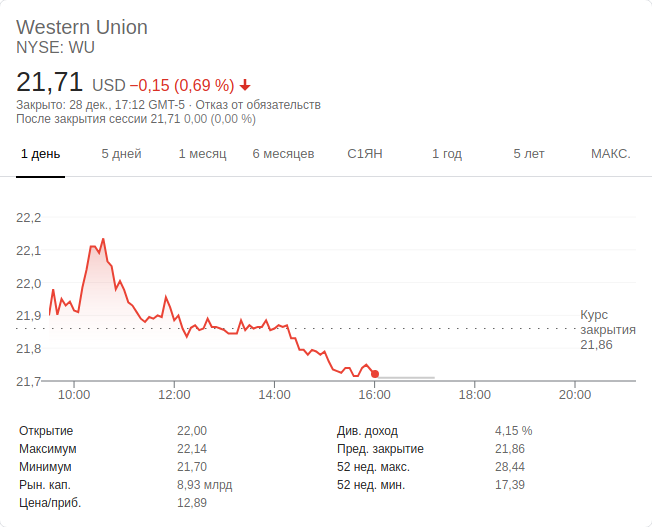 Western Union
NYSE: WU
21,71 USD −0,15 (0,69 %)
Закрыто: 28 дек., 17:12 GMT-5 · Отказ от обязательств
После закрытия сессии 21,71 0,00 (0,00 %)
1 день 5 дней 1 месяц 6 месяцев С1ЯН 1 год 5 лет МАКС.
22,2
22,1
22,0
21,9
21,8
21,7
Курс
закрытия
21,86
10:00 12:00 14:00 16:00 18:00 20:00
Открытие 22,00 Див. доход 4,15 %
Максимум 22,14 Пред. закрытие 21,86
Минимум 21,70 52 нед. макс. 28,44
Рын. кап. 8,93 млрд 52 нед. мин. 17,39
Цена/приб. 12,89